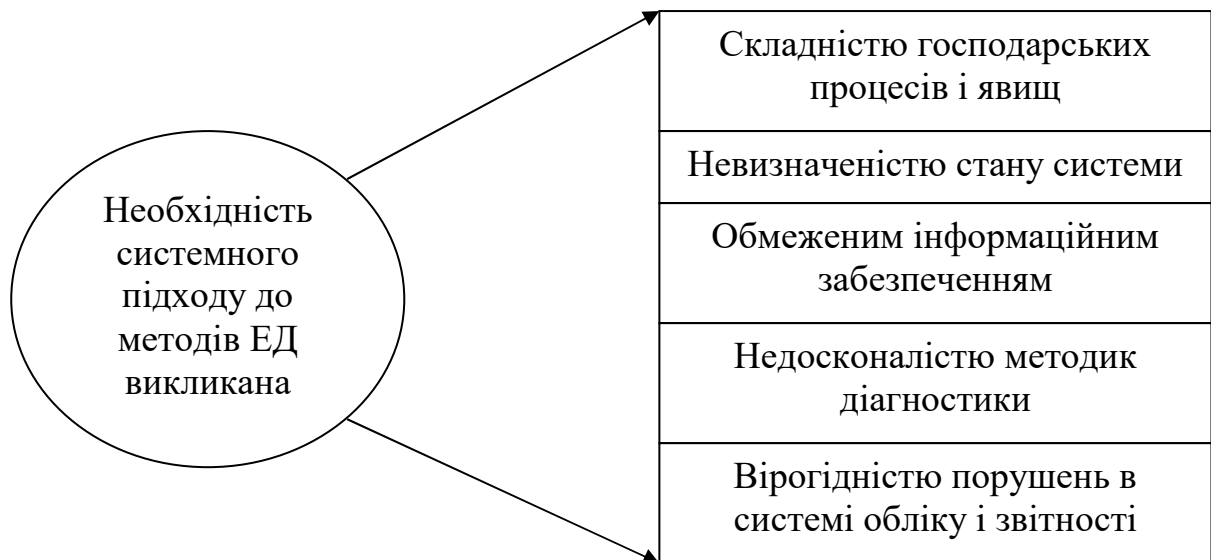 Необхідність
системного
підходу до
методів ЕД
викликана
Складністю господарських
процесів і явищ
Невизначеністю стану системи
Обмеженим інформаційним
забезпеченням
Недосконалістю методик
діагностики
Вірогідністю порушень в
системі обліку і звітності